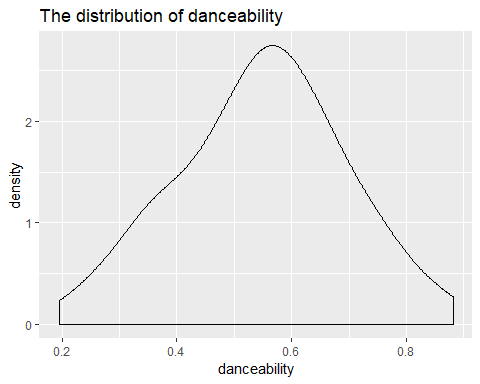 The distribution of danceability
density
2
1
0
0.2 0.4 0.6 0.8
danceability